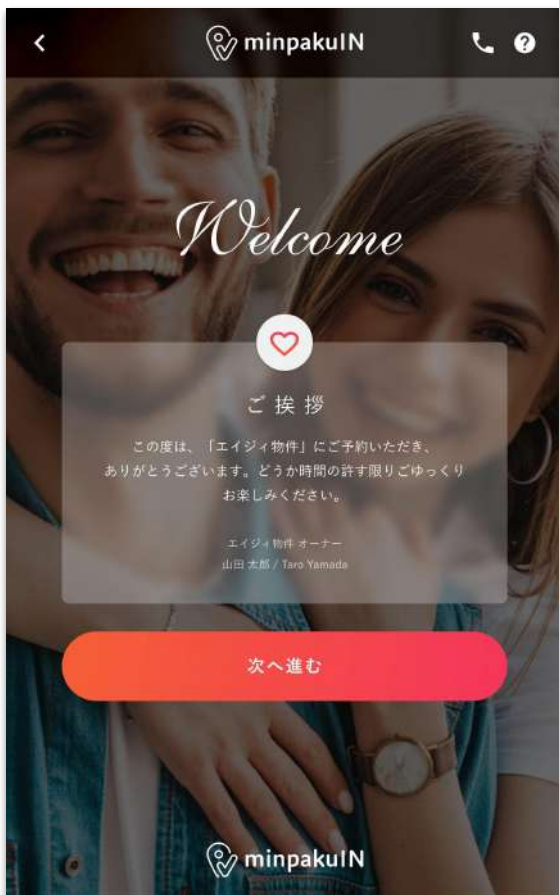 minpakuIN
Welcome
ご挨拶
この度は、「エイジィ物件」にご予約いただき、
ありがとうございます。どうか時間の許す限りごゆっくり
お楽しみください。
エイジィ物件 オーナー
山田 太郎 / Taro Yamada
次へ進む
minpakuIN